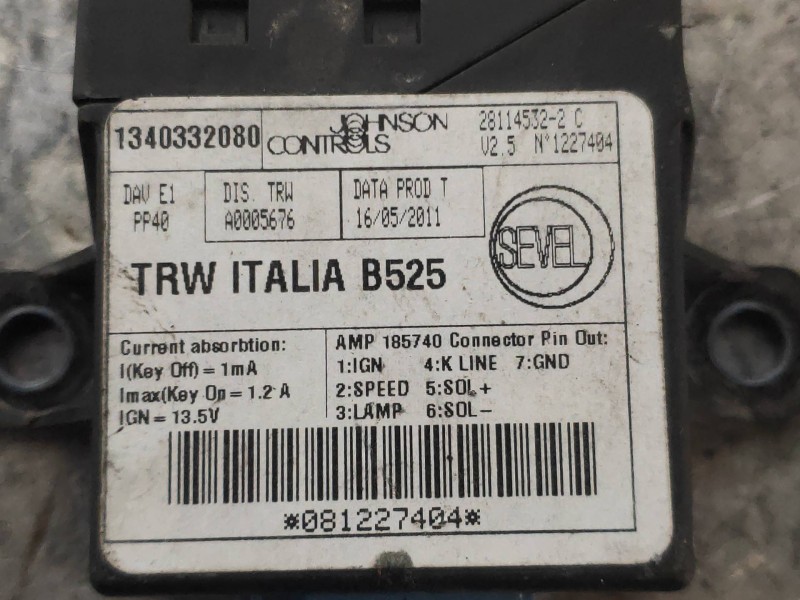 1340332080
JOHNSON
CONTROLS
28114532-2 C
V2.5 N°1227404
DAV E1
PP40
DIS. TRW
A0005676
DATA PROD T
16/05/2011
SEVEL
TRW ITALIA B525
Current absorbtion:
I(Key Off)= 1mA
Imax(Key On= 1.2 A
IGN= 13.5V
AMP 185740 Connector Pin Out:
1:IGN 4:K LINE 7:GND
2:SPEED 5:SOL+
3:LAMP 6:SOL-
*081227404*